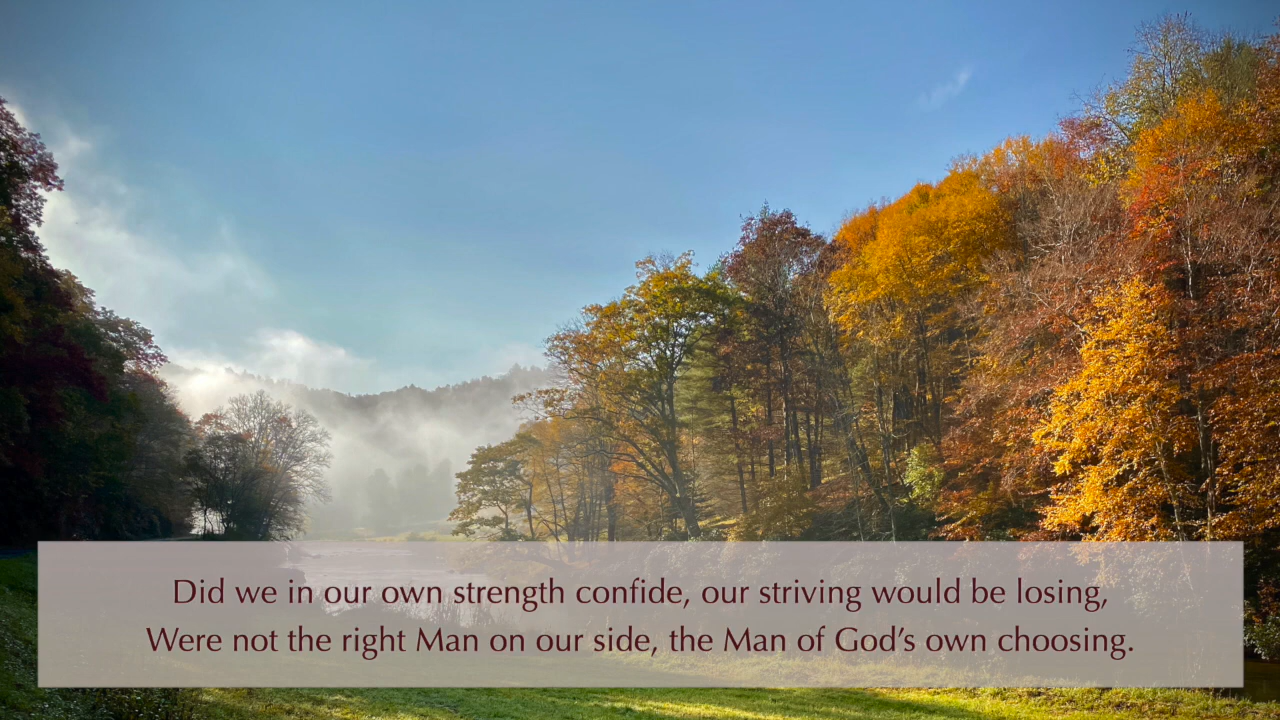 Did we in our own strength confide, our striving would be losing,
Were not the right Man on our side, the Man of God’s own choosing.